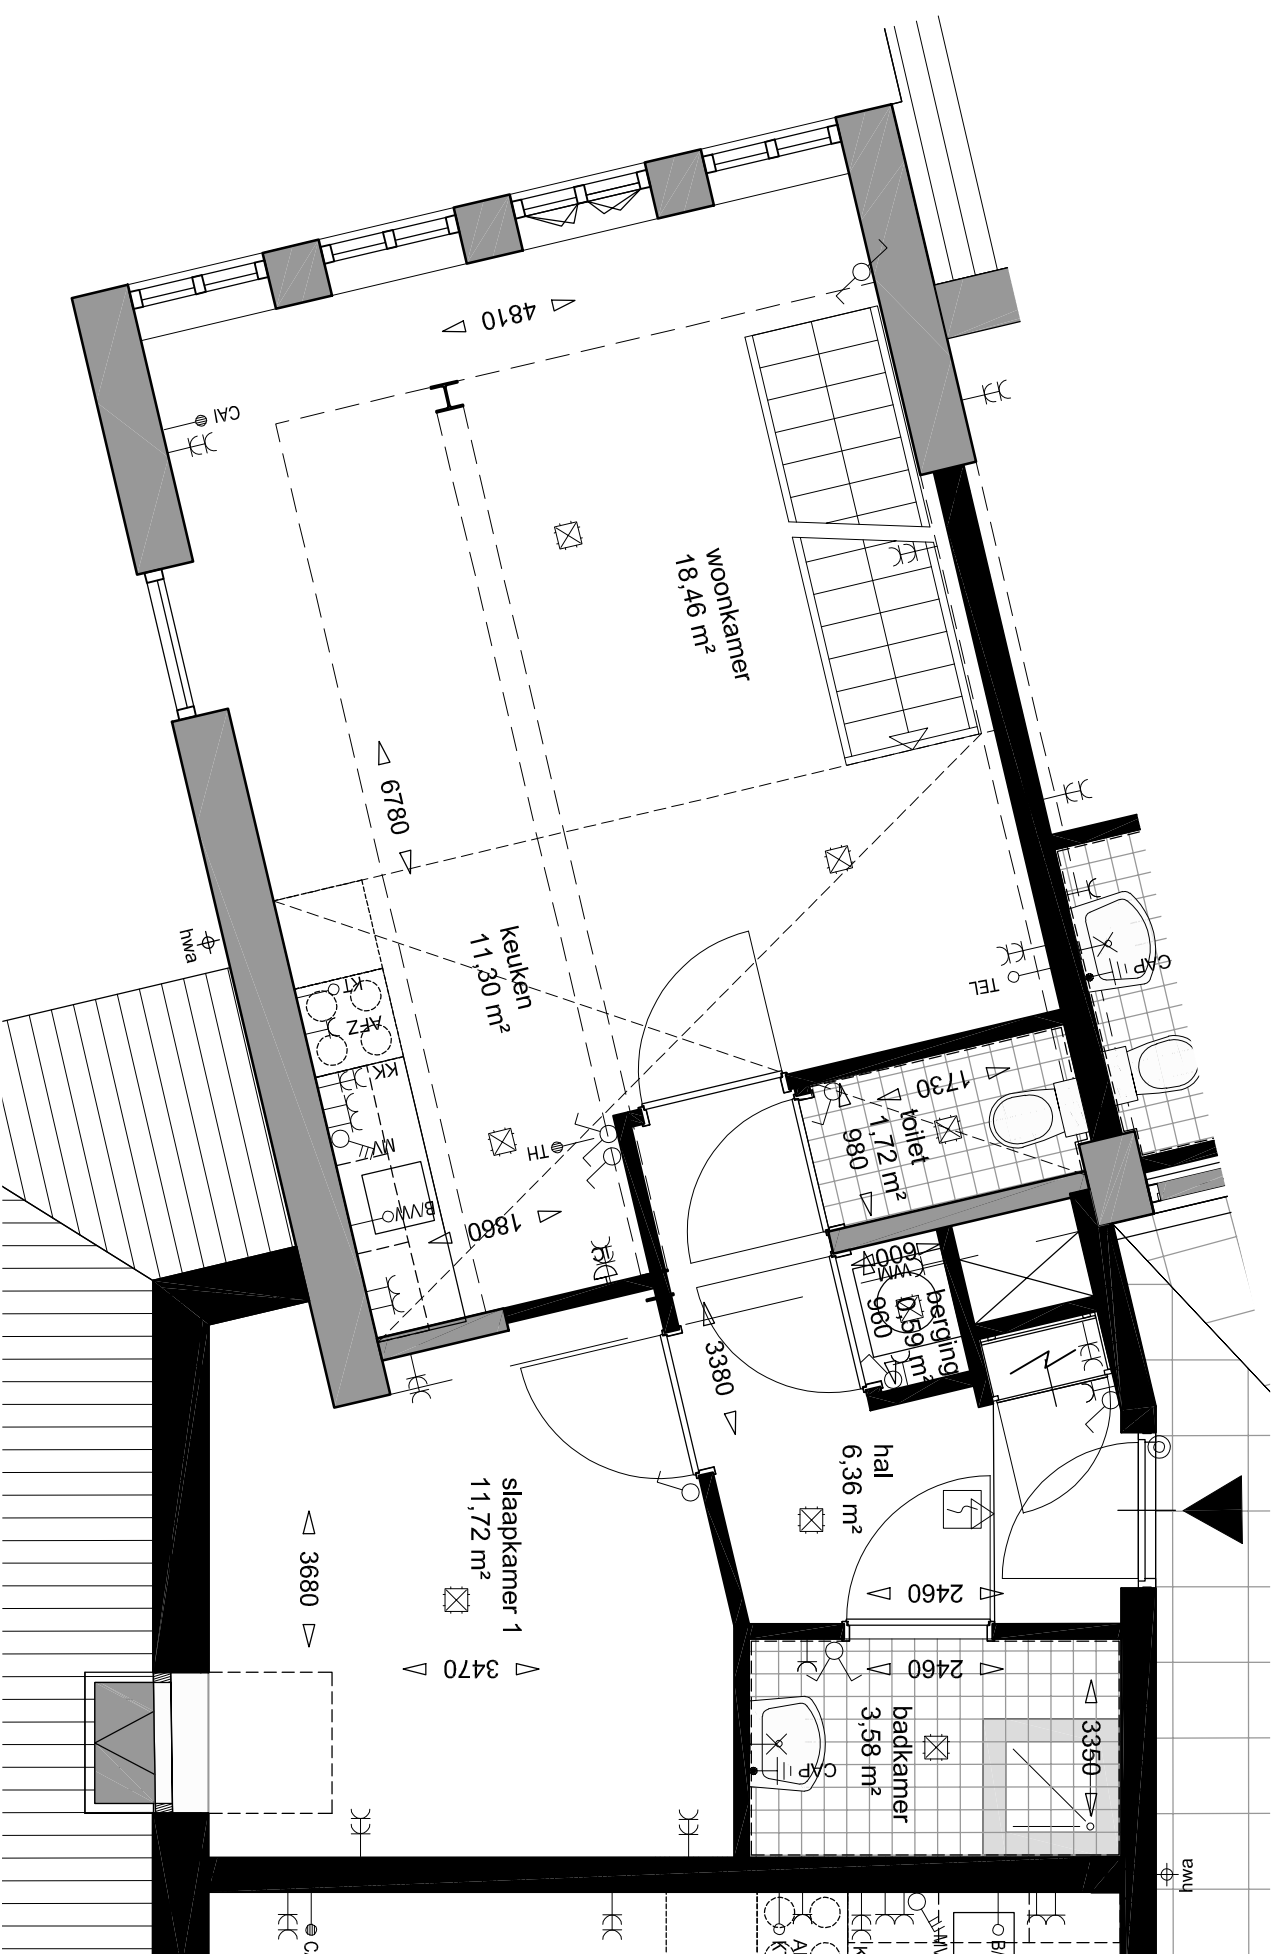 4810
CAI
woonkamer
18,46 m²
6780
hwa
keuken
11,30 m²
KT
AFZ
KK
MV
B/VW
TH
1860
TEL
CAP
1730
toilet
1,72 m²
980
600
WM
berging
0,59 m²
960
3380
hal
6,36 m²
slaapkamer 1
11,72 m²
3680
3470
2460
2460
badkamer
3,58 m²
3350
CAP
hwa
K